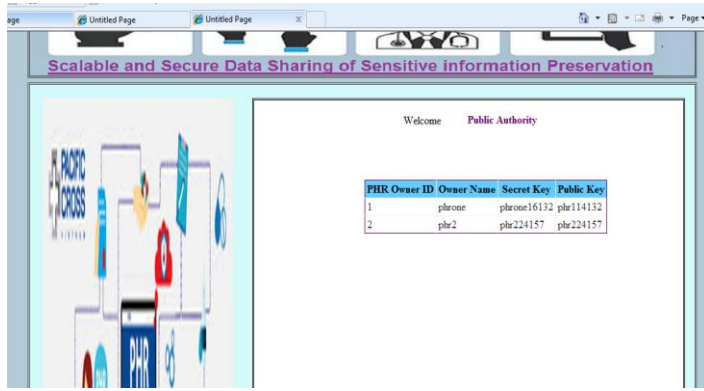 age
Untitled Page
Untitled Page
Page
Scalable and Secure Data Sharing of Sensitive information Preservation
PACIFIC
CROSS
VIETNAM
PHR
Welcome Public Authority
PHR Owner ID Owner Name Secret Key Public Key
1 phrone phrone16132 phr114132
2 phr2 phr224157 phr224157